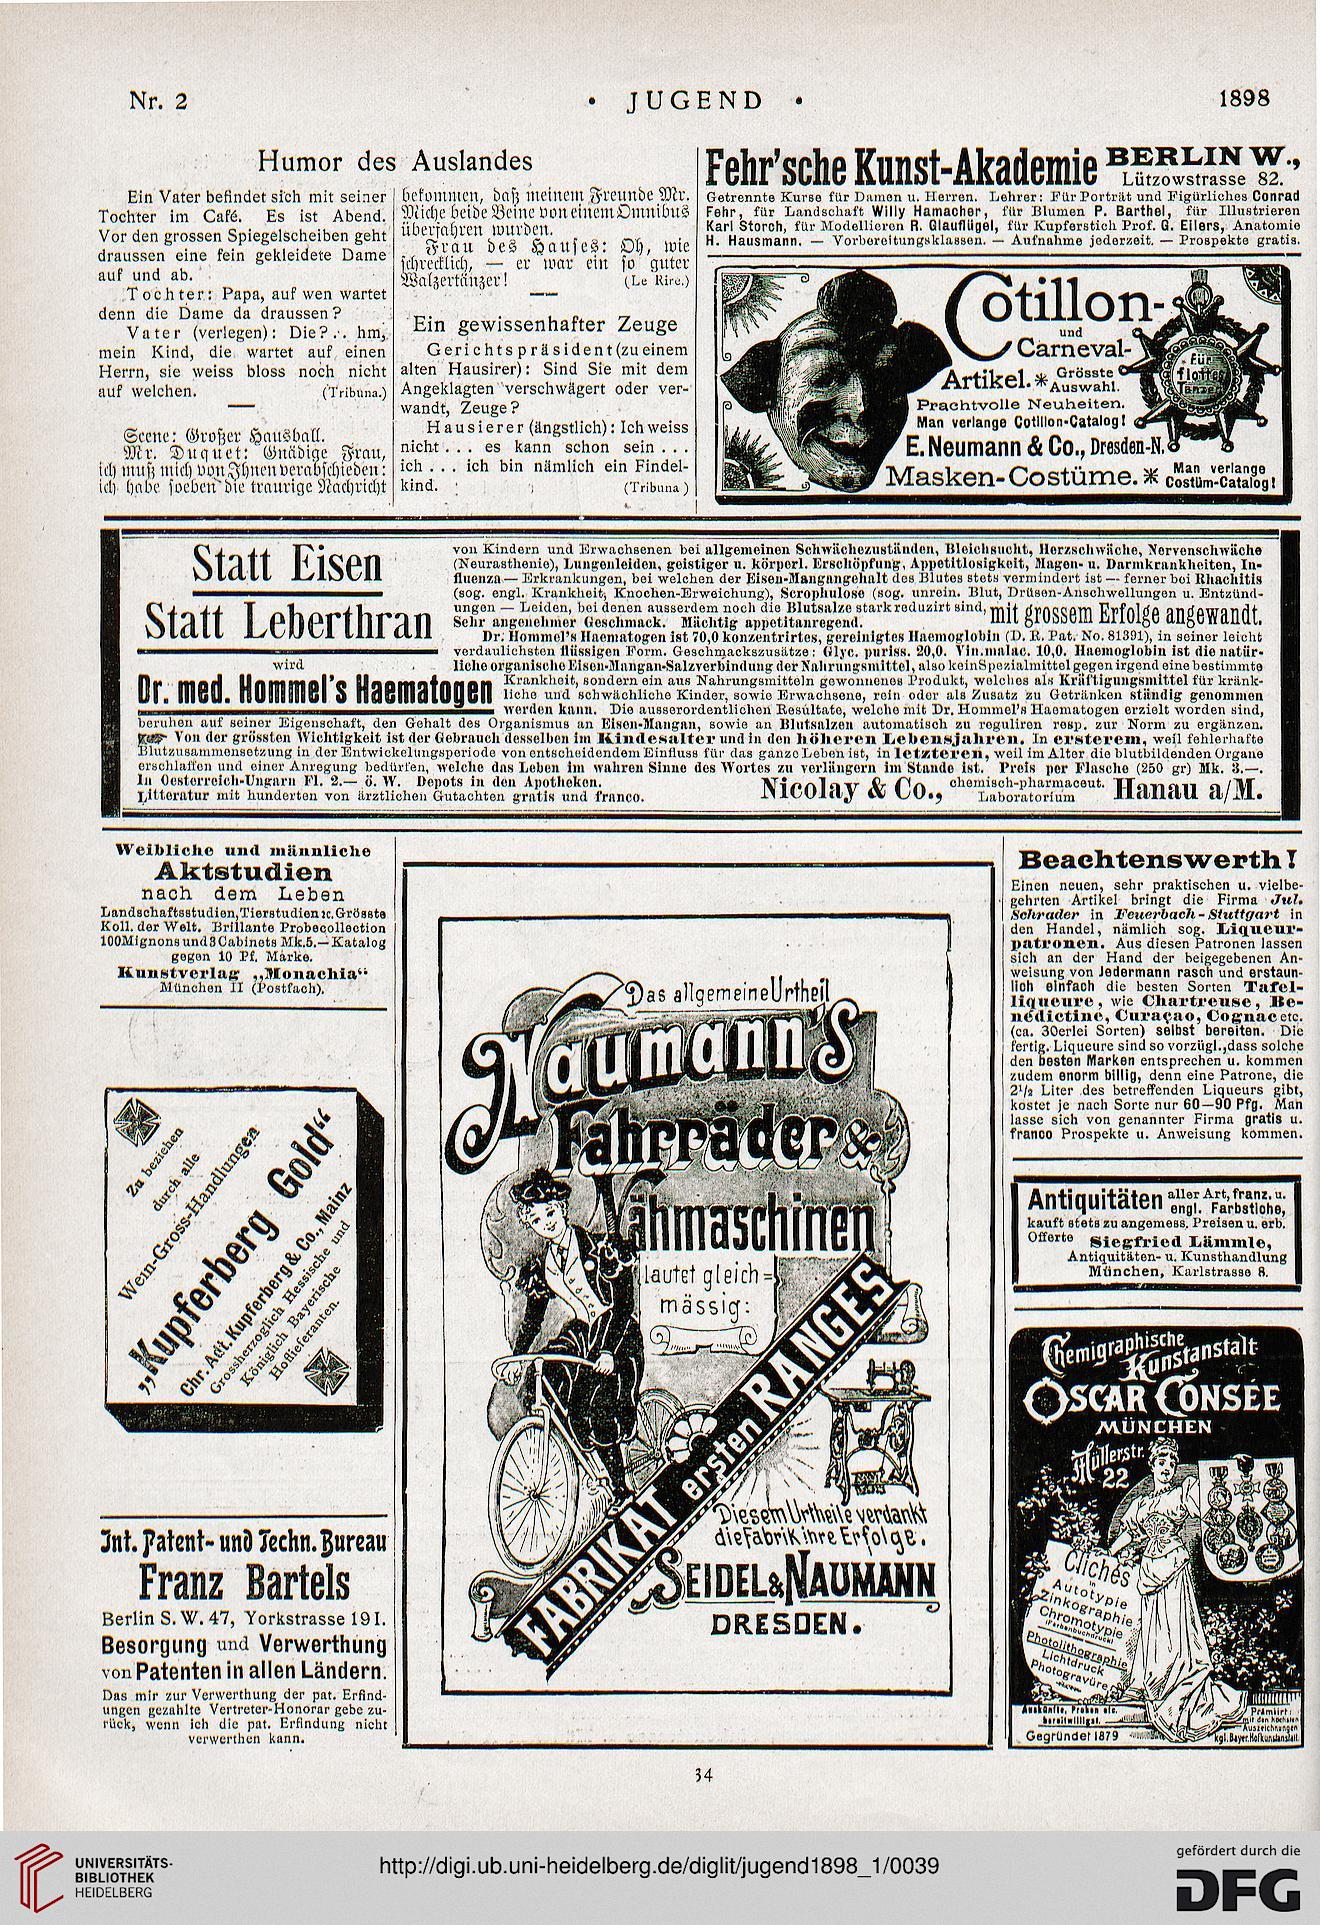 Nr. 2
• JUGEND •
1898
Humor des Auslandes
Ein Vater befindet sich mit seiner
Tochter im Café. Es ist Abend.
Vor den grossen Spiegelscheiben geht
draussen eine fein gekleidete Dame
auf und ab.
Tochter: Papa, auf wen wartet
denn die Dame da draussen?
Vater (verlegen): Die? .. hm,
mein Kind, die wartet auf einen
Herrn, sie weiss bloss noch nicht
auf welchen. (Tribuna.)
Scene: Großer Hausball.
Mr. Duquet: Gnädige Frau,
ich muß mich von Ihnen verabschieden:
ich habe soeben die traurige Nachricht
bekommen, daß meinem Freunde Mr.
Miche beide Beine von einem Omnibus
überfahren wurden.
Frau des Hauses: Oh, wie
schrecklich, — er war ein so guter
Walzertänzer! (Le Rire.)
Ein gewissenhafter Zeuge
Gerichtspräsident (zu einem
alten Hausirer): Sind Sie mit dem
Angeklagten verschwägert oder ver-
wandt, Zeuge?
Hausierer (ängstlich): Ich weiss
nicht . . . es kann schon sein . . .
ich . . . ich bin nämlich ein Findel-
kind. (Tribuna)
Fehr'sche Kunst-Akademie BERLIN W.,
Lützowstrasse 82.
Getrennte Kurse für Damen u. Herren. Lehrer: Für Porträt und Figürliches Conrad
Fehr, für Landschaft Willy Hamacher, für Blumen P. Barthel, für Illustrieren
Karl Storch, für Modellieren R. Glauflügel, für Kupferstich Prof. G. Eilers, Anatomie
H. Hausmann. — Vorbereitungsklassen. — Aufnahme jederzeit. — Prospekte gratis.
Cotillon-
und
Carneval-
Artikel. * Grösste
Auswahl.
für
flotte
Tänzer
Prachtvolle Neuheiten.
Man verlange Cotillon-Catalog!
E. Neumann & Co., Dresden-N.
Masken-Costüme. * Man verlange
Costüm-Catalog!
Statt Eisen
Statt Leberthran
wird
Dr. med. Hommel's Haematogen
von Kindern und Erwachsenen bei allgemeinen Schwächezuständen, Bleichsucht, Herzschwäche, Nervenschwäche
(Neurasthenie), Lungenleiden, geistiger u. körperl. Erschöpfung, Appetitlosigkeit, Magen- u. Darmkrankheiten, In-
fluenza — Erkrankungen, bei welchen der Eisen-Mangangehalt des Blutes stets vermindert ist — ferner bei Rhachitis
(sog. engl. Krankheit, Knochen-Erweichung), Scrophulose (sog. unrein. Blut, Drüsen-Anschwellungen u. Entzünd-
ungen — Leiden, bei denen ausserdem noch die Blutsalze stark reduzirt sind, mit grossem Erfolge angewandt.
Sehr angenehmer Geschmack. Mächtig appetitanregend.
Dr. Hommel's Haematogen ist 70,0 konzentrirtes, gereinigtes Haemoglobin (D. R. Pat. No. 81391), in seiner leicht
verdaulichsten flüssigen Form. Geschmackszusätze: Glyc. puriss. 20,0. Vin. malac. 10,0. Haemoglobin ist die natür-
liche organische Eisen-Mangan-Salzverbindung der Nahrungsmittel, also kein Spezialmittel gegen irgend eine bestimmte
Krankheit, sondern ein aus Nahrungsmitteln gewonnenes Produkt, welches als Kräftigungsmittel für kränk-
liche und schwächliche Kinder, sowie Erwachsene, rein oder als Zusatz zu Getränken ständig genommen
werden kann. Die ausserordentlichen Resultate, welche mit Dr. Hommel's Haematogen erzielt worden sind,
beruhen auf seiner Eigenschaft, den Gehalt des Organismus an Eisen-Mangan, sowie an Blutsalzen automatisch zu reguliren resp. zur Norm zu ergänzen.
☞ Von der grössten Wichtigkeit ist der Gebrauch desselben im Kindesalter und in den höheren Lebensjahren. In ersterem, weil fehlerhafte
Blutzusammensetzung in der Entwickelungsperiode von entscheidendem Einfluss für das ganze Leben ist, in letzteren, weil im Alter die blutbildenden Organe
erschlaffen und einer Anregung bedürfen, welche das Leben im wahren Sinne des Wortes zu verlängern im Stande ist. Preis per Flasche (250 gr) Mk. 3.—.
In Oesterreich-Ungarn Fl. 2.— ö. W. Depots in den Apotheken.
Litteratur mit hunderten von ärztlichen Gutachten gratis und franco.
Nicolay & Co., chemisch-pharmaceut.
Laboratorium Hanau a/M.
Weibliche und männliche
Aktstudien
nach dem Leben
Landschaftsstudien, Tierstudien ɪc. Grösste
Koll. der Welt. Brillante Probecollection
100 Mignons und 3 Cabinets Mk. 5.— Katalog
gegen 10 Pf. Marke.
Kunstverlag „Monachia“
München II (Postfach).
Zu beziehen
durch alle
Wein-Gross-Handlungen
„Kupferberg Gold“
Chr. Adt. Kupferberg & Co., Mainz
Grossherzoglich Hessische und
Königlich Bayerische
Hoflieferanten.
Int. Patent- und Techn. Bureau
Franz Bartels
Berlin S. W. 47, Yorkstrasse 19 I.
Besorgung und Verwerthung
von Patenten in allen Ländern.
Das mir zur Verwerthung der pat. Erfind-
ungen gezahlte Vertreter-Honorar gebe zu-
rück, wenn ich die pat. Erfindung nicht
verwerthen kann.
Das allgemeine Urtheil
Naumann's
Fahrräder &
Nähmaschinen
lautet gleich=
mässig:
FABRIKAT ersten RANGES
Diesem Urtheile verdankt
die Fabrik ihre Erfolge.
SEIDEL & NAUMANN
DRESDEN.
Beachtenswerth!
Einen neuen, sehr praktischen u. vielbe-
gehrten Artikel bringt die Firma Jul.
Schrader in Feuerbach-Stuttgart in
den Handel, nämlich sog. Liqueur-
patronen. Aus diesen Patronen lassen
sich an der Hand der beigegebenen An-
weisung von Jedermann rasch und erstaun-
lich einfach die besten Sorten Tafel-
liqueure, wie Chartreuse, Be-
nédictine, Curaçao, Cognac etc.
(ca. 30erlei Sorten) selbst bereiten. Die
fertig. Liqueure sind so vorzügl., dass solche
den besten Marken entsprechen u. kommen
zudem enorm billig, denn eine Patrone, die
2½ Liter des betreffenden Liqueurs gibt,
kostet je nach Sorte nur 60—90 Pfg. Man
lasse sich von genannter Firma gratis u.
franco Prospekte u. Anweisung kommen.
Antiquitäten aller Art, franz. u.
engl. Farbstiche,
kauft stets zu angemess. Preisen u. erb.
Offerte Siegfried Lämmle,
Antiquitäten- u. Kunsthandlung
München, Karlstrasse 8.
Chemigraphische
Kunstanstalt
OSCAR CONSÉE
MÜNCHEN
Müllerstr.
22
Clichés
in
Autotypie
Zinkographie
Chromotypie
(Farbenbuchdruck)
Photolithographie
Lichtdruck
Photogravüre
Auskünfte, Proben etc.
bereitwilligst.
Gegründet 1879
Prämiirt:
mit den höchsten
Auszeichnungen
kgl. Bayer. Hofkunstanstalt
34
UNIVERSITÄTS-
BIBLIOTHEK
HEIDELBERG
http://digi.ub.uni-heidelberg.de/diglit/jugend1898_1/0039
gefördert durch die
DFG